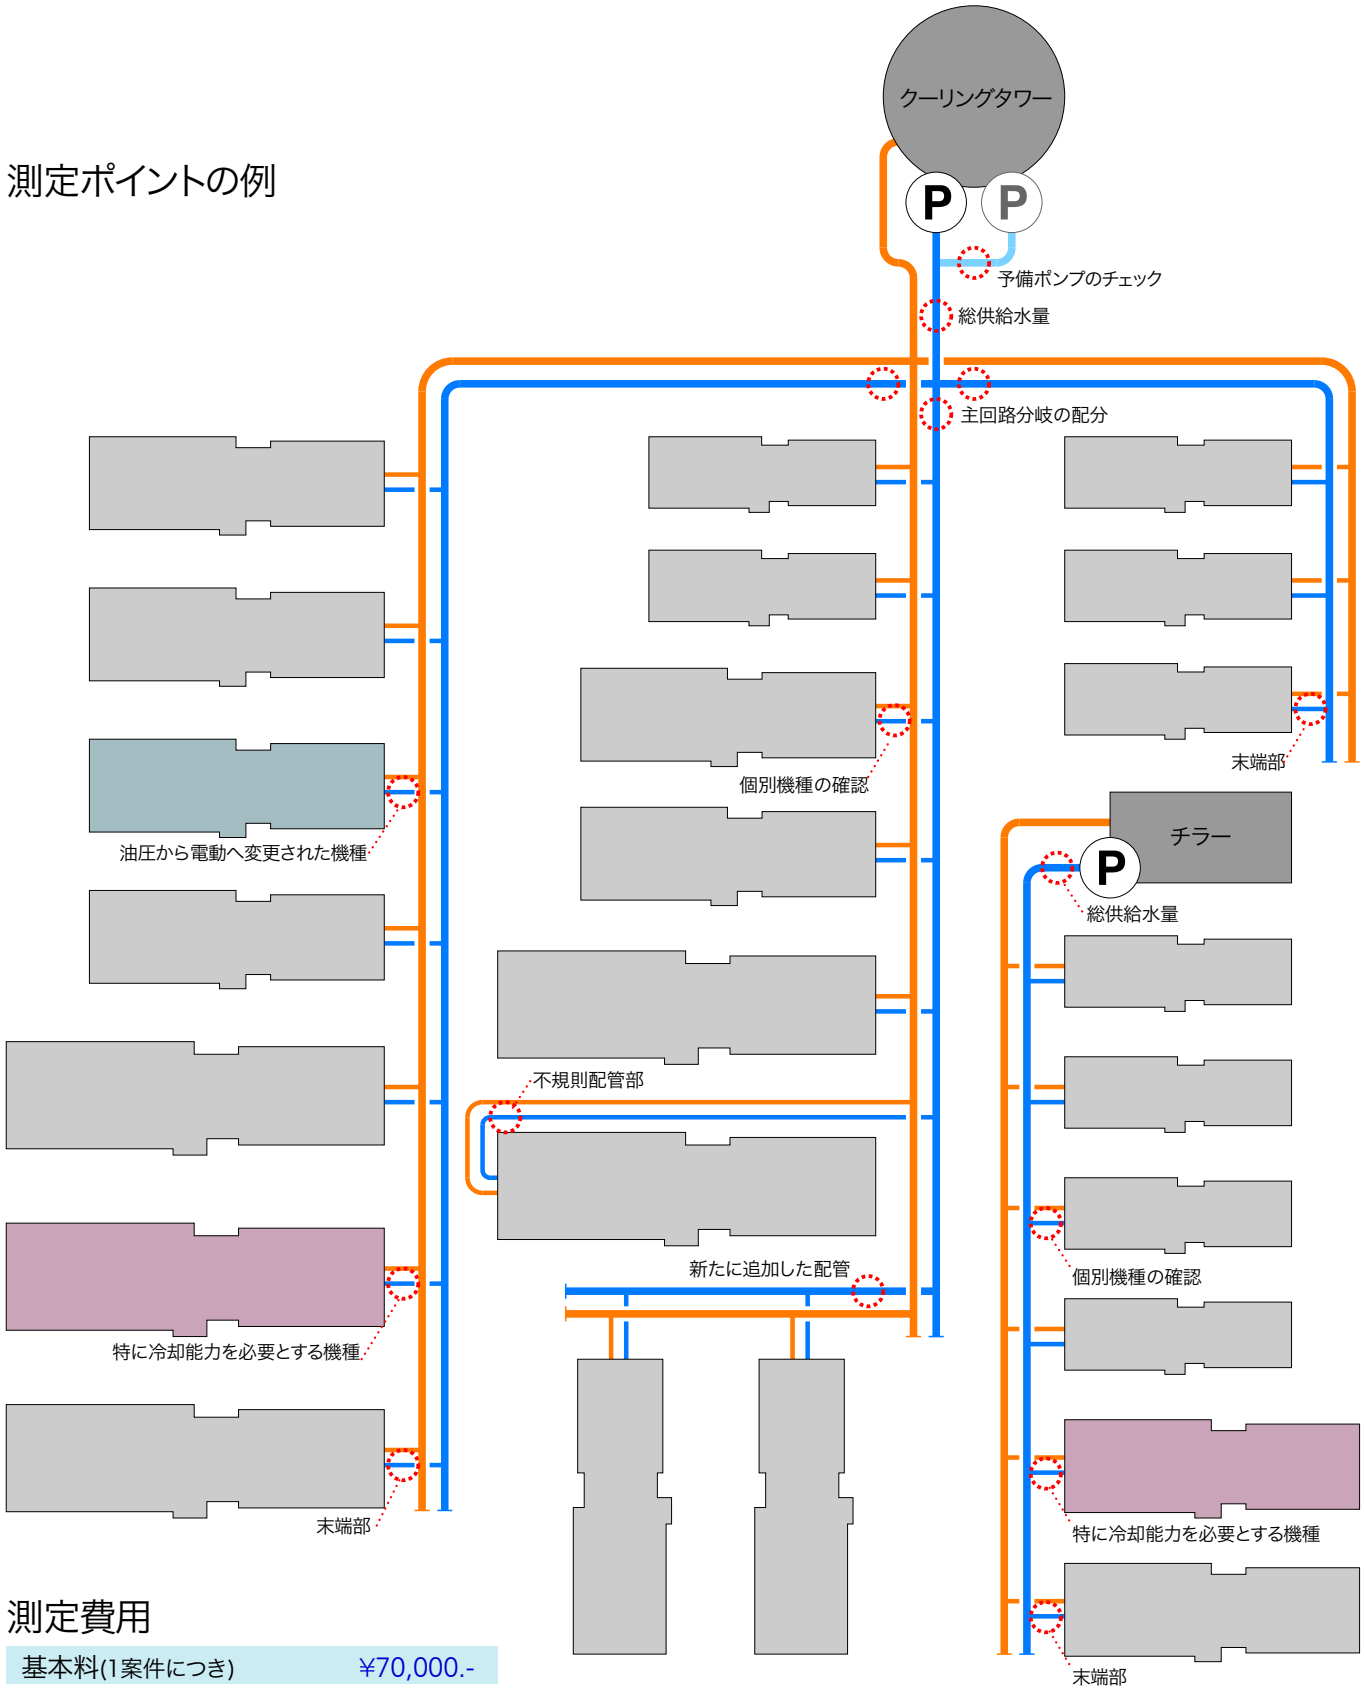 クーリングタワー
測定ポイントの例
P P
予備ポンプのチェック
総供給水量
主回路分岐の配分
末端部
個別機種の確認
チラー
P
油圧から電動へ変更された機種
総供給水量
不規則配管部
新たに追加した配管
個別機種の確認
特に冷却能力を必要とする機種
末端部
特に冷却能力を必要とする機種
測定費用
基本料(1案件につき) ¥70,000.-
末端部